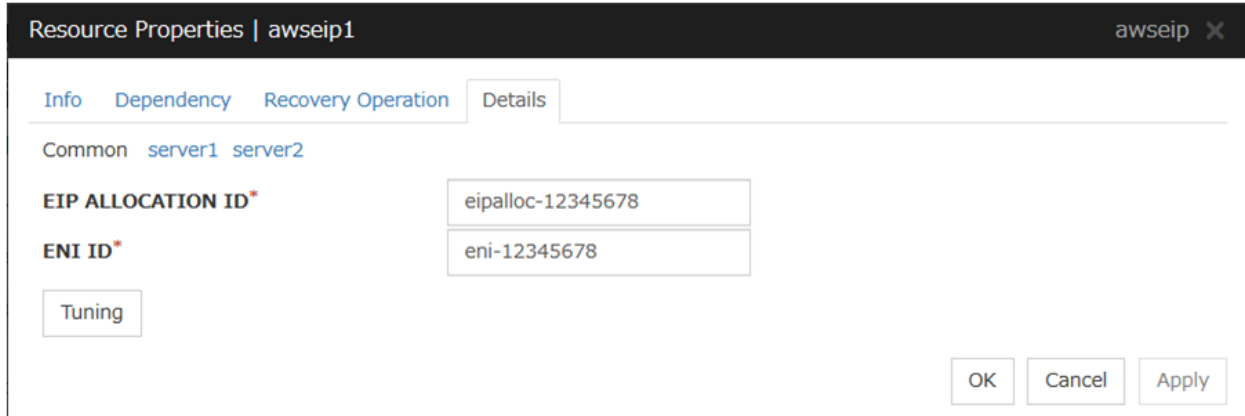 Resource Properties | awseip1 awseip ×
Info Dependency Recovery Operation Details
Common server1 server2
EIP ALLOCATION ID* eipalloc-12345678
ENI ID* eni-12345678
Tuning
OK Cancel Apply